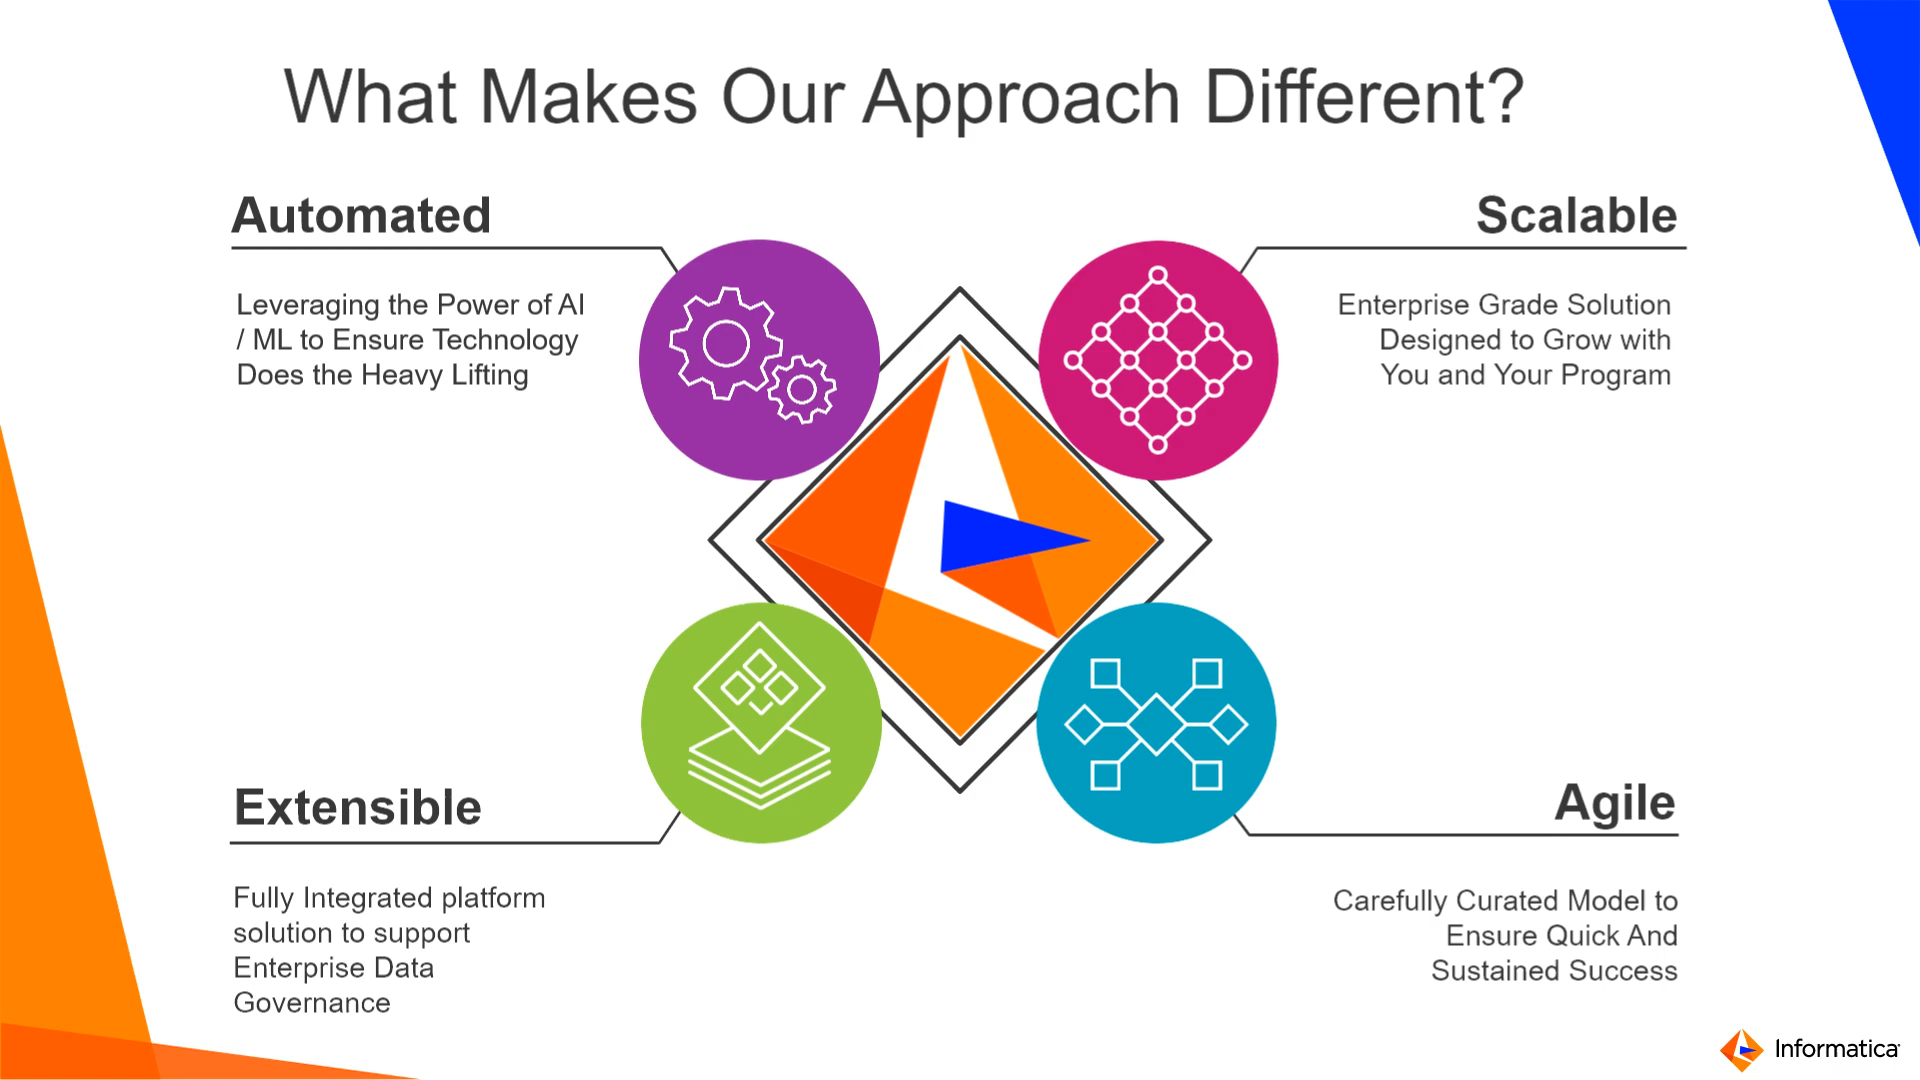 What Makes Our Approach Different?
Automated
Leveraging the Power of AI
/ ML to Ensure Technology
Does the Heavy Lifting
Scalable
Enterprise Grade Solution
Designed to Grow with
You and Your Program
Extensible
Fully Integrated platform
solution to support
Enterprise Data
Governance
Agile
Carefully Curated Model to
Ensure Quick And
Sustained Success
Informatica